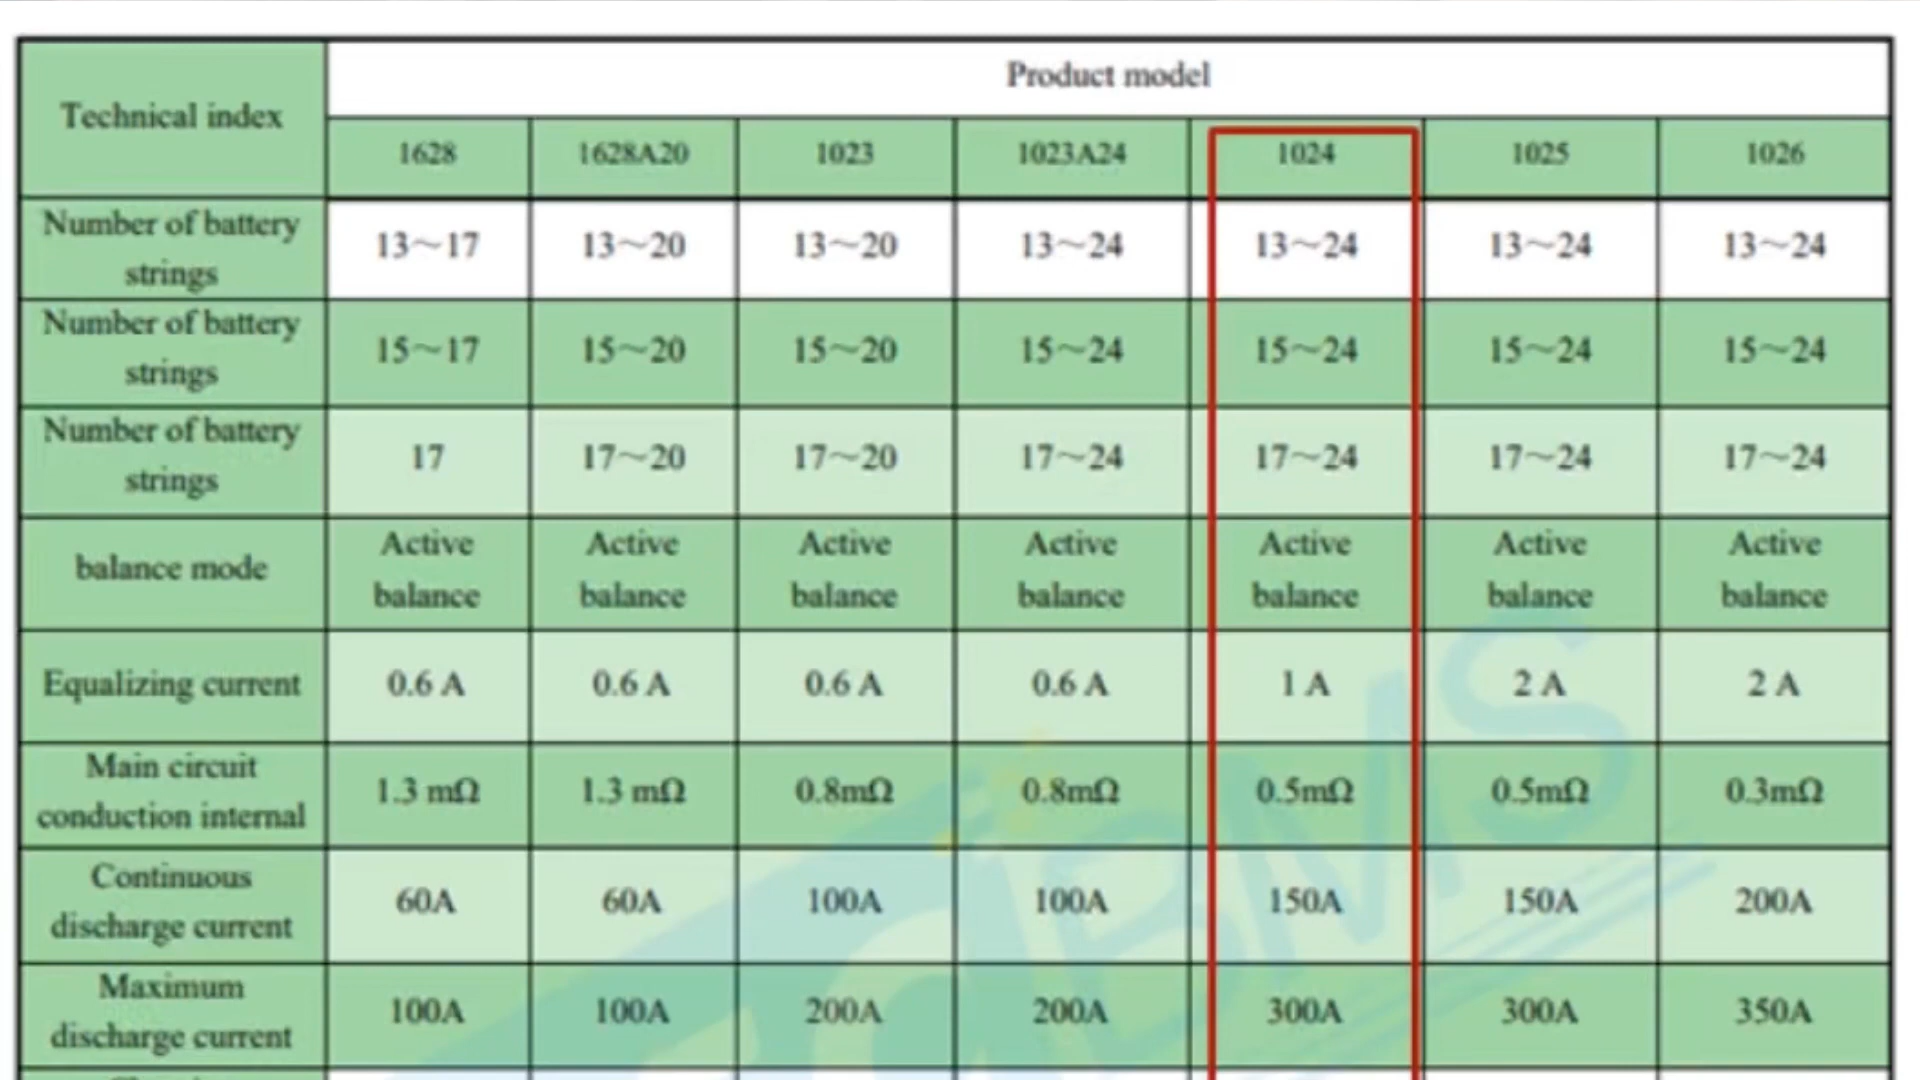 Product model
Technical index
1628 1628A20 1023 1023A24 1024 1025 1026
Number of battery
strings
13～17 13～20 13～20 13～24 13～24 13～24 13～24
Number of battery
strings
15～17 15～20 15～20 15～24 15～24 15～24 15～24
Number of battery
strings
17 17～20 17～20 17～24 17～24 17～24 17～24
balance mode
Active Active Active Active Active Active Active
balance balance balance balance balance balance balance
Equalizing current 0.6 A 0.6 A 0.6 A 0.6 A 1 A 2 A 2 A
Main circuit
conduction internal
1.3 mΩ 1.3 mΩ 0.8mΩ 0.8mΩ 0.5mΩ 0.5mΩ 0.3mΩ
Continuous
discharge current
60A 60A 100A 100A 150A 150A 200A
Maximum
discharge current
100A 100A 200A 200A 300A 300A 350A
BMS